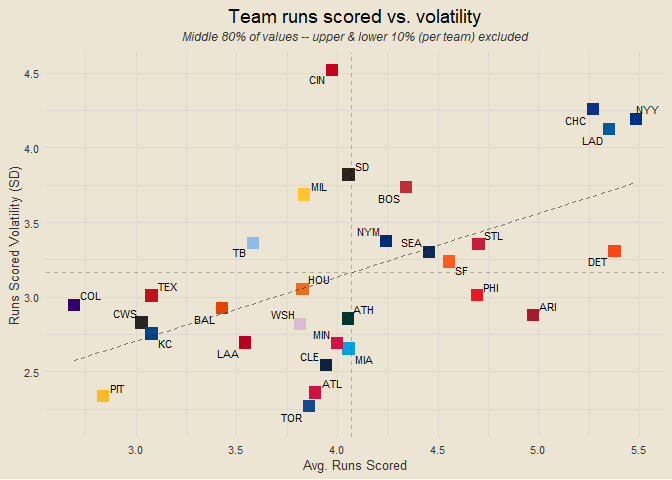 Team runs scored vs. volatility
Middle 80% of values -- upper & lower 10% (per team) excluded
Runs Scored Volatility (SD)
4.5
4.0
3.5
3.0
2.5
CIN
NYY
CHC
LAD
SD
MIL
BOS
NYM
STL
SEA
TB
SF
DET
HOU
PHI
COL
TEX
ARI
CWS
BAL
WSH
ATH
KC
MIN
LAA
CLE
MIA
PIT
ATL
TOR
3.0
3.5
4.0
4.5
5.0
5.5
Avg. Runs Scored